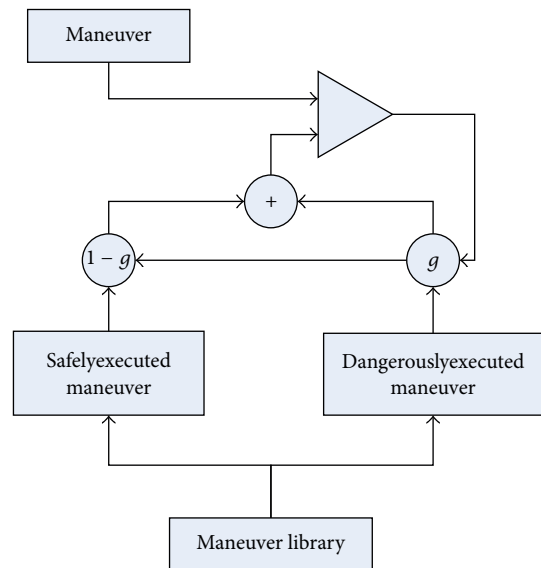 Maneuver
+
1 − g
g
Safelyexecuted
maneuver
Dangerouslyexecuted
maneuver
Maneuver library